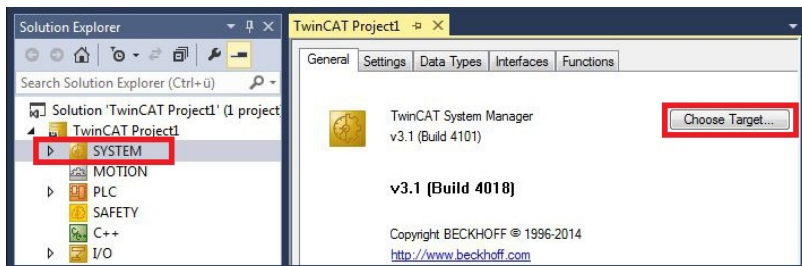 Solution Explorer
Search Solution Explorer (Ctrl+ü)
Solution 'TwinCAT Project1' (1 project
TwinCAT Project1
SYSTEM
MOTION
PLC
SAFETY
C++
I/O
TwinCAT Project1
General Settings Data Types Interfaces Functions
TwinCAT System Manager
v3.1 (Build 4101)
Choose Target...
v3.1 (Build 4018)
Copyright BECKHOFF © 1996-2014
http://www.beckhoff.com